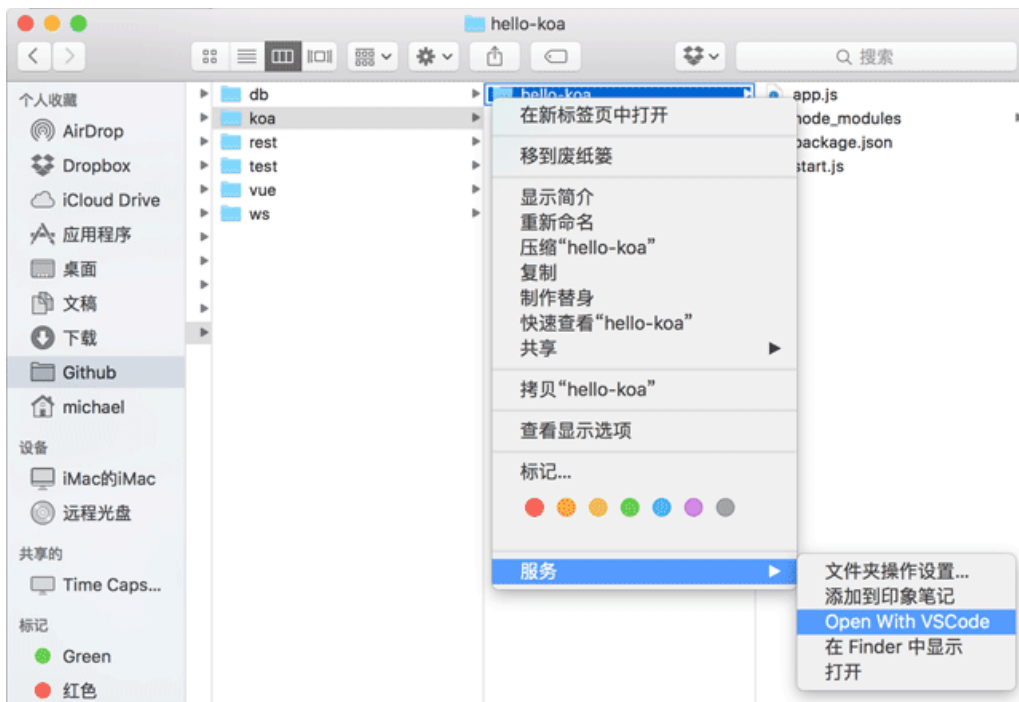 hello-koa
搜索
个人收藏
AirDrop
Dropbox
iCloud Drive
应用程序
桌面
文稿
下载
Github
michael
设备
iMac的iMac
远程光盘
共享的
Time Caps...
标记
Green
红色
db
koa
rest
test
vue
ws
hello-koa
app.js
node_modules
package.json
start.js
在新标签页中打开
移到废纸篓
显示简介
重新命名
压缩“hello-koa”
复制
制作替身
快速查看“hello-koa”
共享
拷贝“hello-koa”
查看显示选项
标记...
服务
文件夹操作设置...
添加到印象笔记
Open With VSCode
在 Finder 中显示
打开